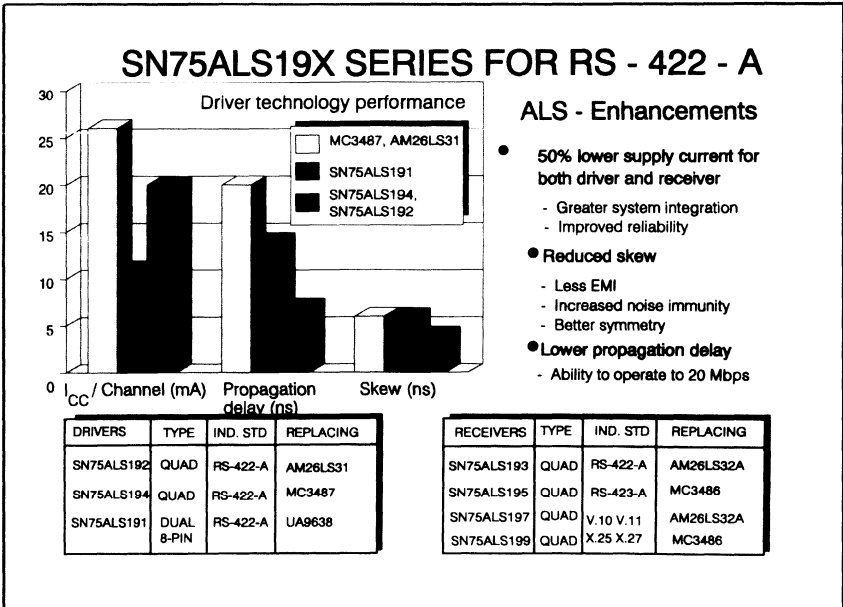 SN75ALS19X SERIES FOR RS - 422 - A
Driver technology performance
30
25
20
15
10
5
0
MC3487, AM26LS31
SN75ALS191
SN75ALS194,
SN75ALS192
ICC / Channel (mA)
Propagation
delay (ns)
Skew (ns)
ALS - Enhancements
● 50% lower supply current for
both driver and receiver
- Greater system integration
- Improved reliability
● Reduced skew
- Less EMI
- Increased noise immunity
- Better symmetry
● Lower propagation delay
- Ability to operate to 20 Mbps
DRIVERS TYPE IND. STD REPLACING
SN75ALS192 QUAD RS-422-A AM26LS31
SN75ALS194 QUAD RS-422-A MC3487
SN75ALS191 DUAL RS-422-A UA9638
8-PIN
RECEIVERS TYPE IND. STD REPLACING
SN75ALS193 QUAD RS-422-A AM26LS32A
SN75ALS195 QUAD RS-423-A MC3486
SN75ALS197 QUAD V.10 V.11 AM26LS32A
SN75ALS199 QUAD X.25 X.27 MC3486